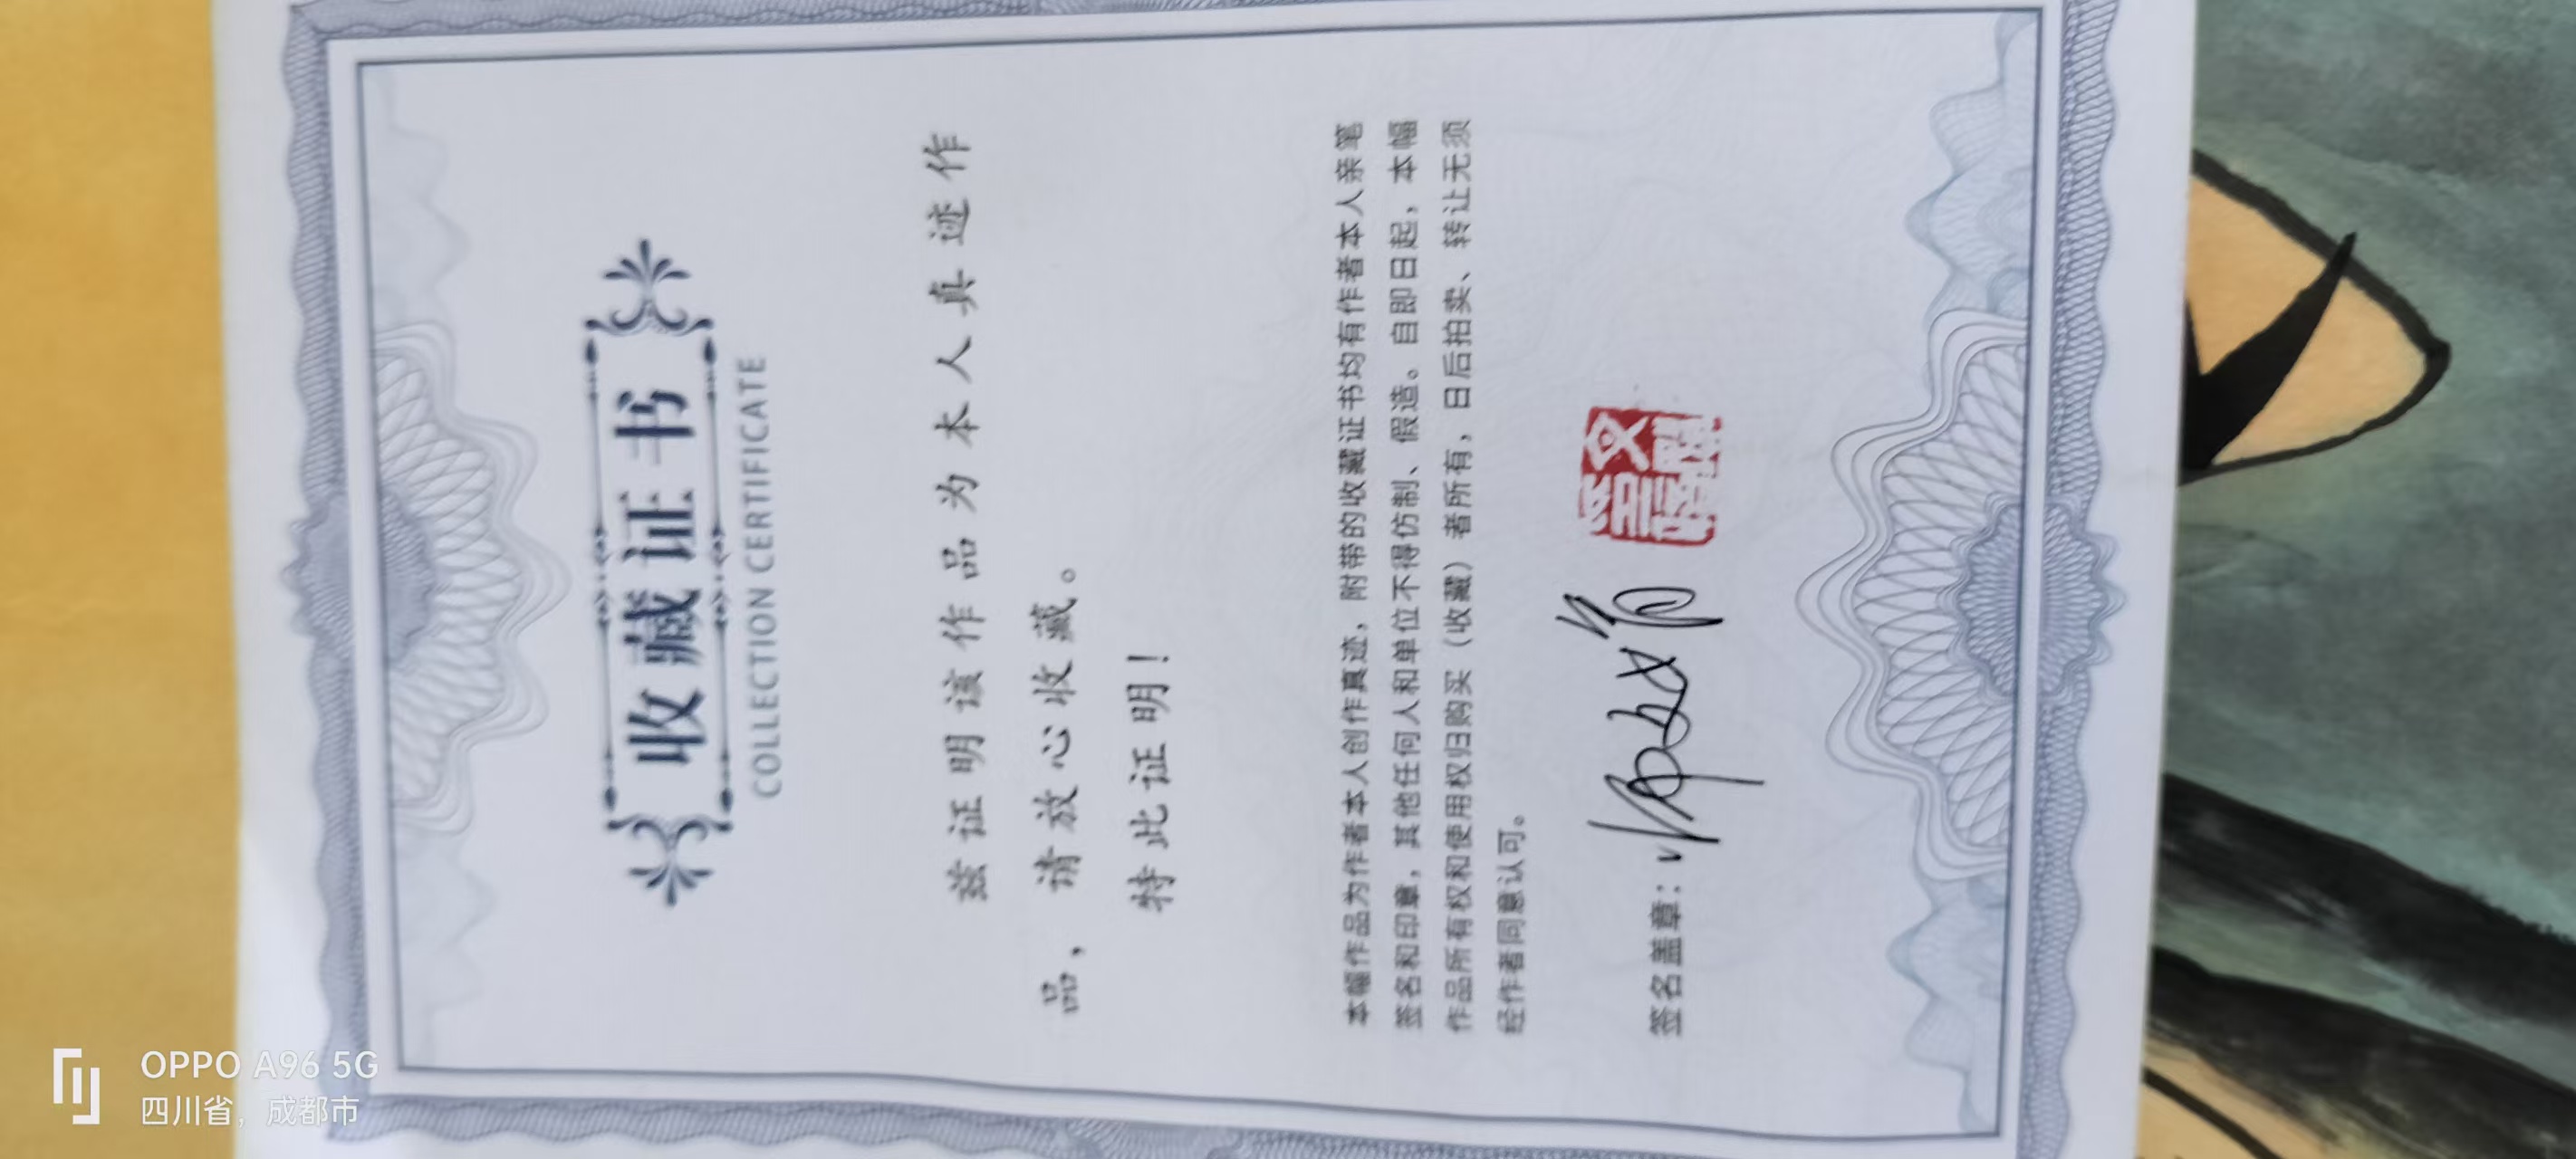 收藏证书
COLLECTION CERTIFICATE
兹证明该作品为本人真迹作
品，请放心收藏。
特此证明！
本幅作品为作者本人创作真迹，附带的收藏证书均有作者本人亲笔
签名和印章，其他任何人和单位不得仿制、假造。自即日起，本幅
作品所有权和使用权归购买（收藏）者所有，日后拍卖、转让无须
经作者同意认可。
签名盖章：
OPPO A96 5G
四川省，成都市